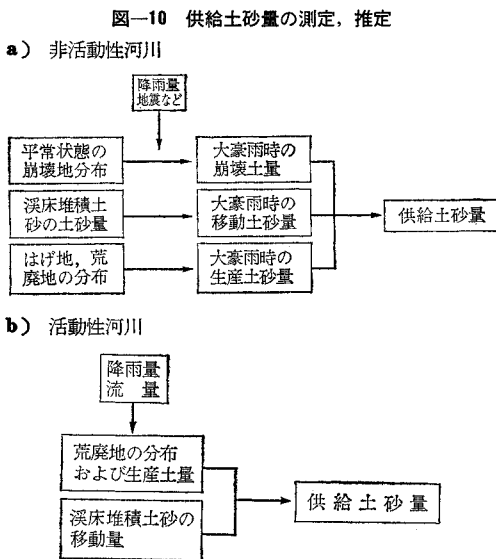 図―10 供給土砂量の測定,推定
a) 非活動性河川
降雨量
地震など
平常状態の
崩壊地分布
大豪雨時の
崩壊土量
渓床堆積土
砂の土砂量
大豪雨時の
移動土砂量
供給土砂量
はげ地,荒
廃地の分布
大豪雨時の
生産土砂量
b) 活動性河川
降雨量
流 量
荒廃地の分布
および生産土量
供給土砂量
渓床堆積土砂の
移動量